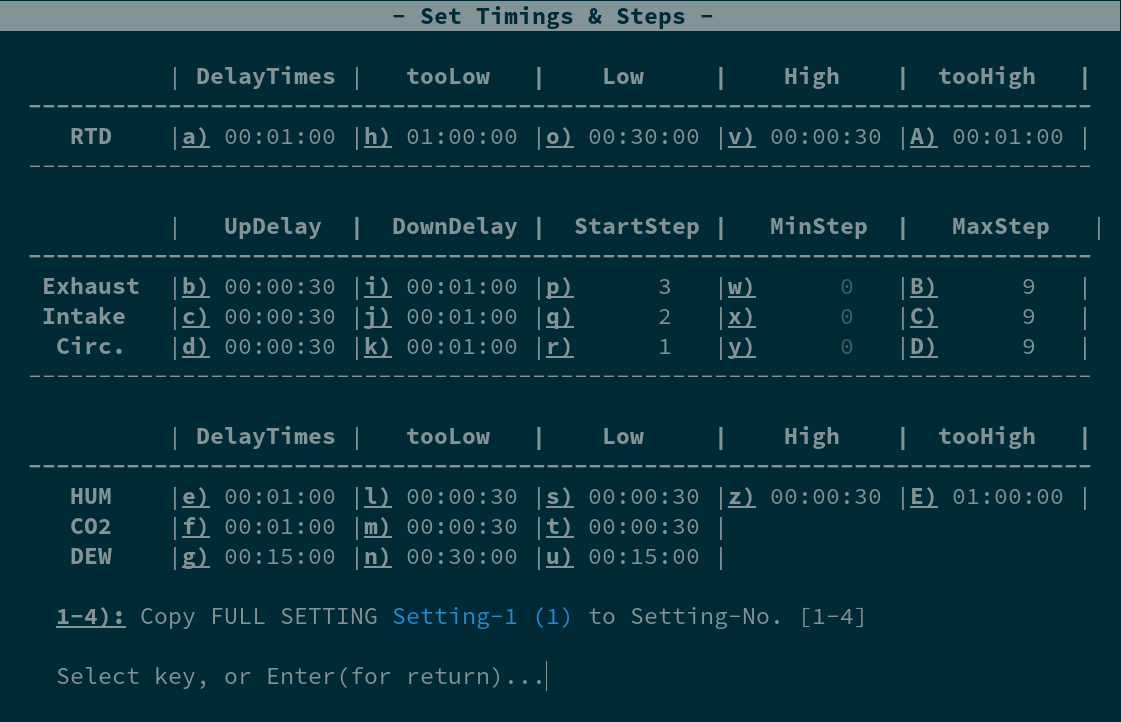 - Set Timings & Steps -
| DelayTimes | tooLow | Low | High | tooHigh |
-----------------------------------------------------------------------------
RTD |a) 00:01:00 |h) 01:00:00 |o) 00:30:00 |v) 00:00:30 |A) 00:01:00 |
-----------------------------------------------------------------------------
| UpDelay | DownDelay | StartStep | MinStep | MaxStep |
-----------------------------------------------------------------------------
Exhaust |b) 00:00:30 |i) 00:01:00 |p) 3 |w) 0 |B) 9 |
Intake |c) 00:00:30 |j) 00:01:00 |q) 2 |x) 0 |C) 9 |
Circ. |d) 00:00:30 |k) 00:01:00 |r) 1 |y) 0 |D) 9 |
-----------------------------------------------------------------------------
| DelayTimes | tooLow | Low | High | tooHigh |
-----------------------------------------------------------------------------
HUM |e) 00:01:00 |l) 00:00:30 |s) 00:00:30 |z) 00:00:30 |E) 01:00:00 |
CO2 |f) 00:01:00 |m) 00:00:30 |t) 00:00:30 |
DEW |g) 00:15:00 |n) 00:30:00 |u) 00:15:00 |
1-4): Copy FULL SETTING Setting-1 (1) to Setting-No. [1-4]
Select key, or Enter(for return)...